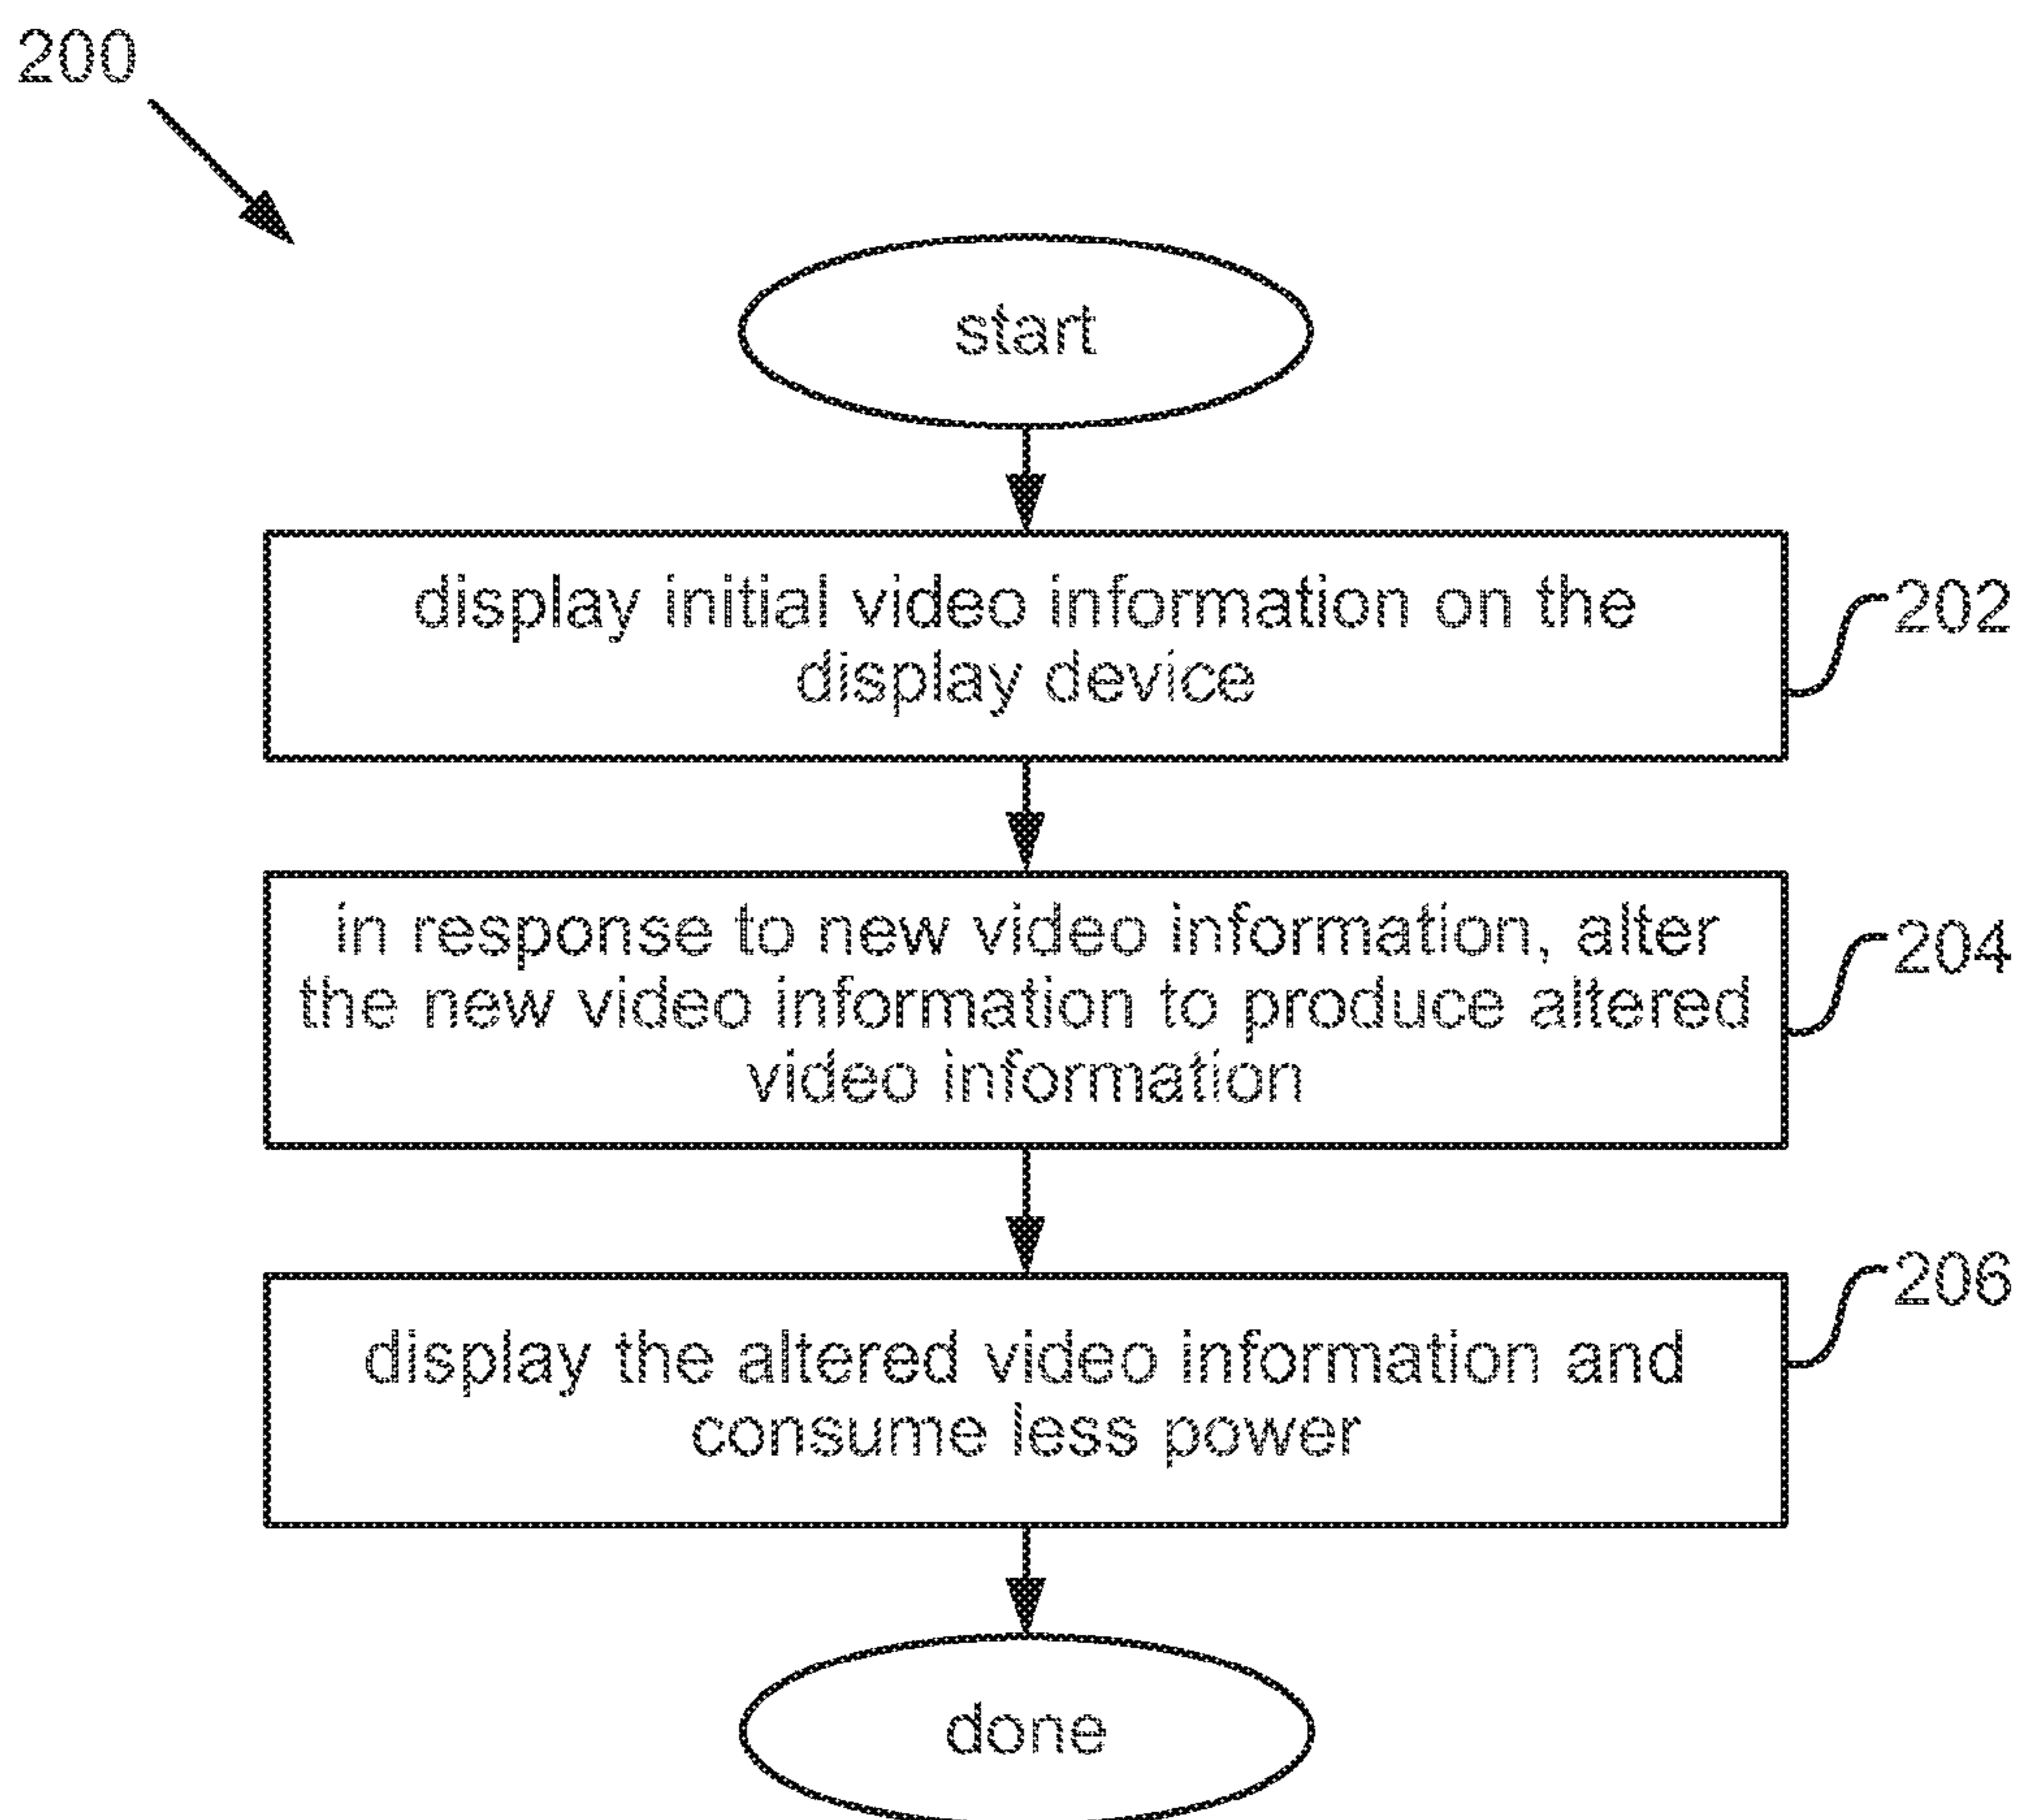 200
start
display initial video information on the
display device
202
in response to new video information, alter
the new video information to produce altered
video information
204
display the altered video information and
consume less power
206
done